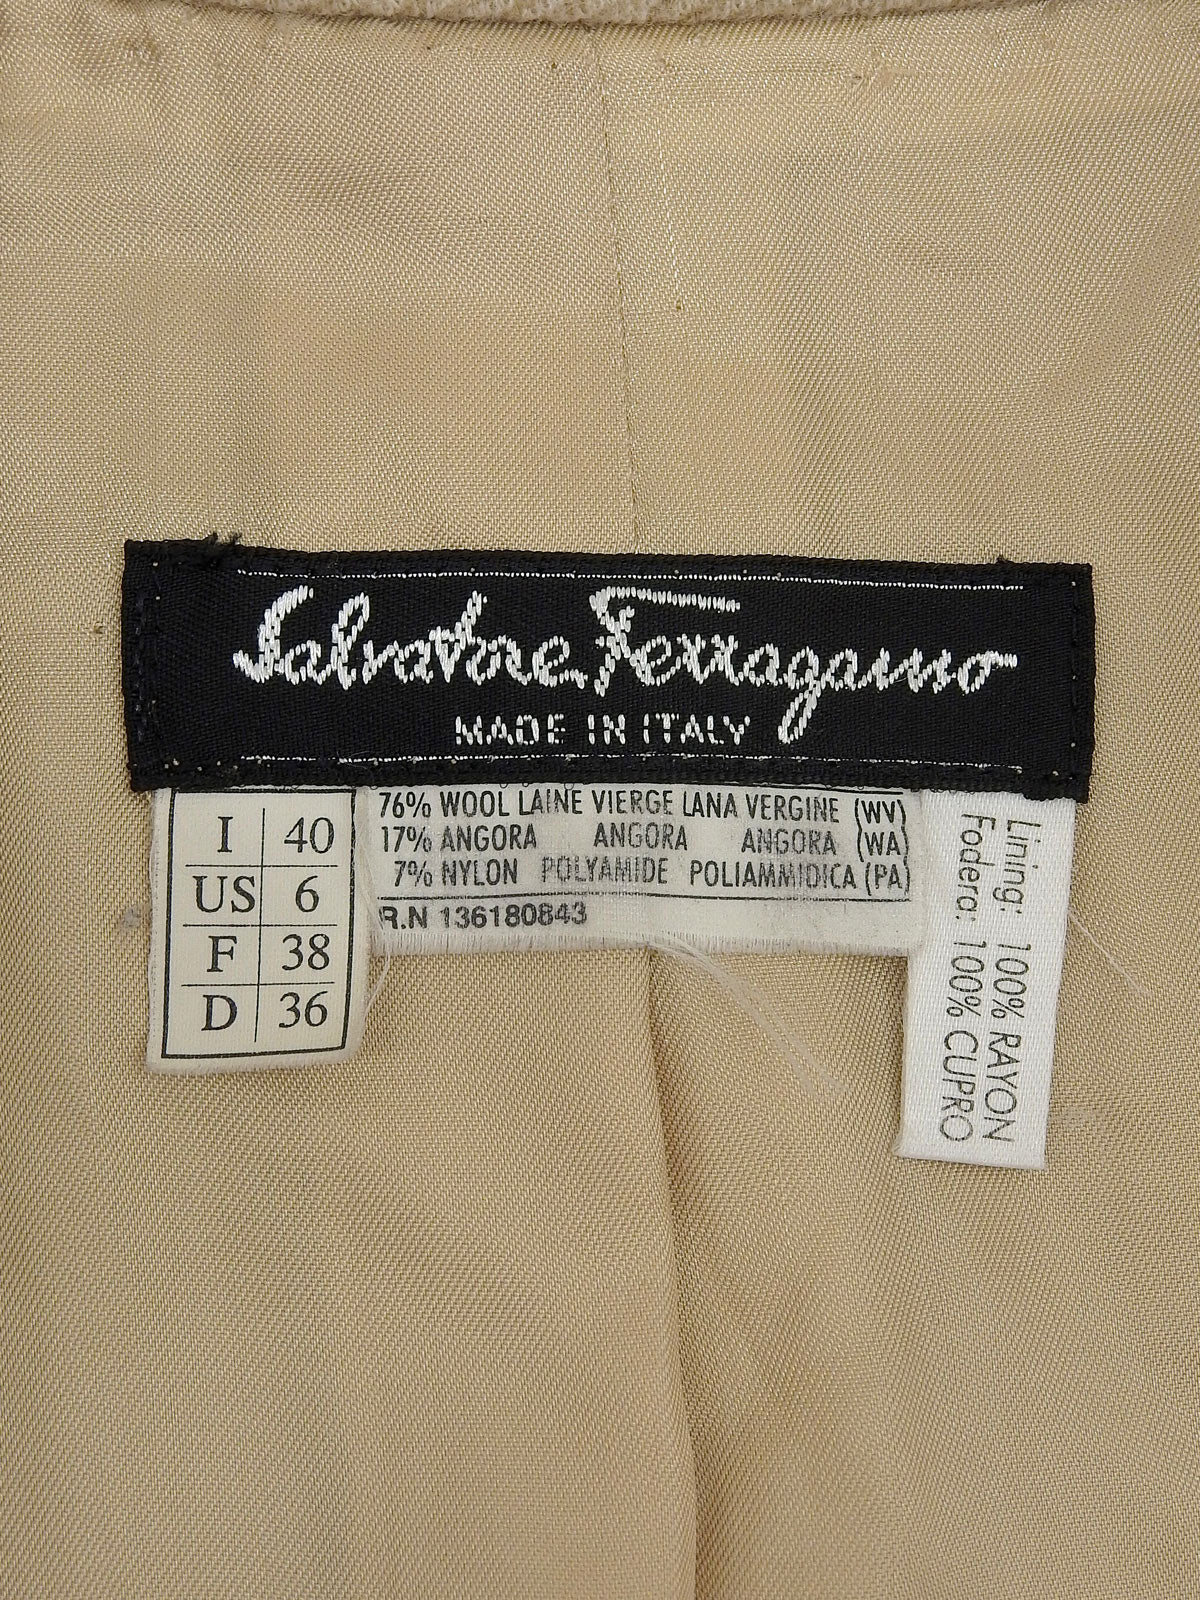 Salvatore Ferragamo
MADE IN ITALY
I 40
US 6
F 38
D 36
76% WOOL LAINE VIERGE LANA VERGINE (WV)
17% ANGORA ANGORA ANGORA (WA)
7% NYLON POLYAMIDE POLIAMMIDICA (PA)
R.N 136180843
Lining: 100% RAYON
Fodera: 100% CUPRO